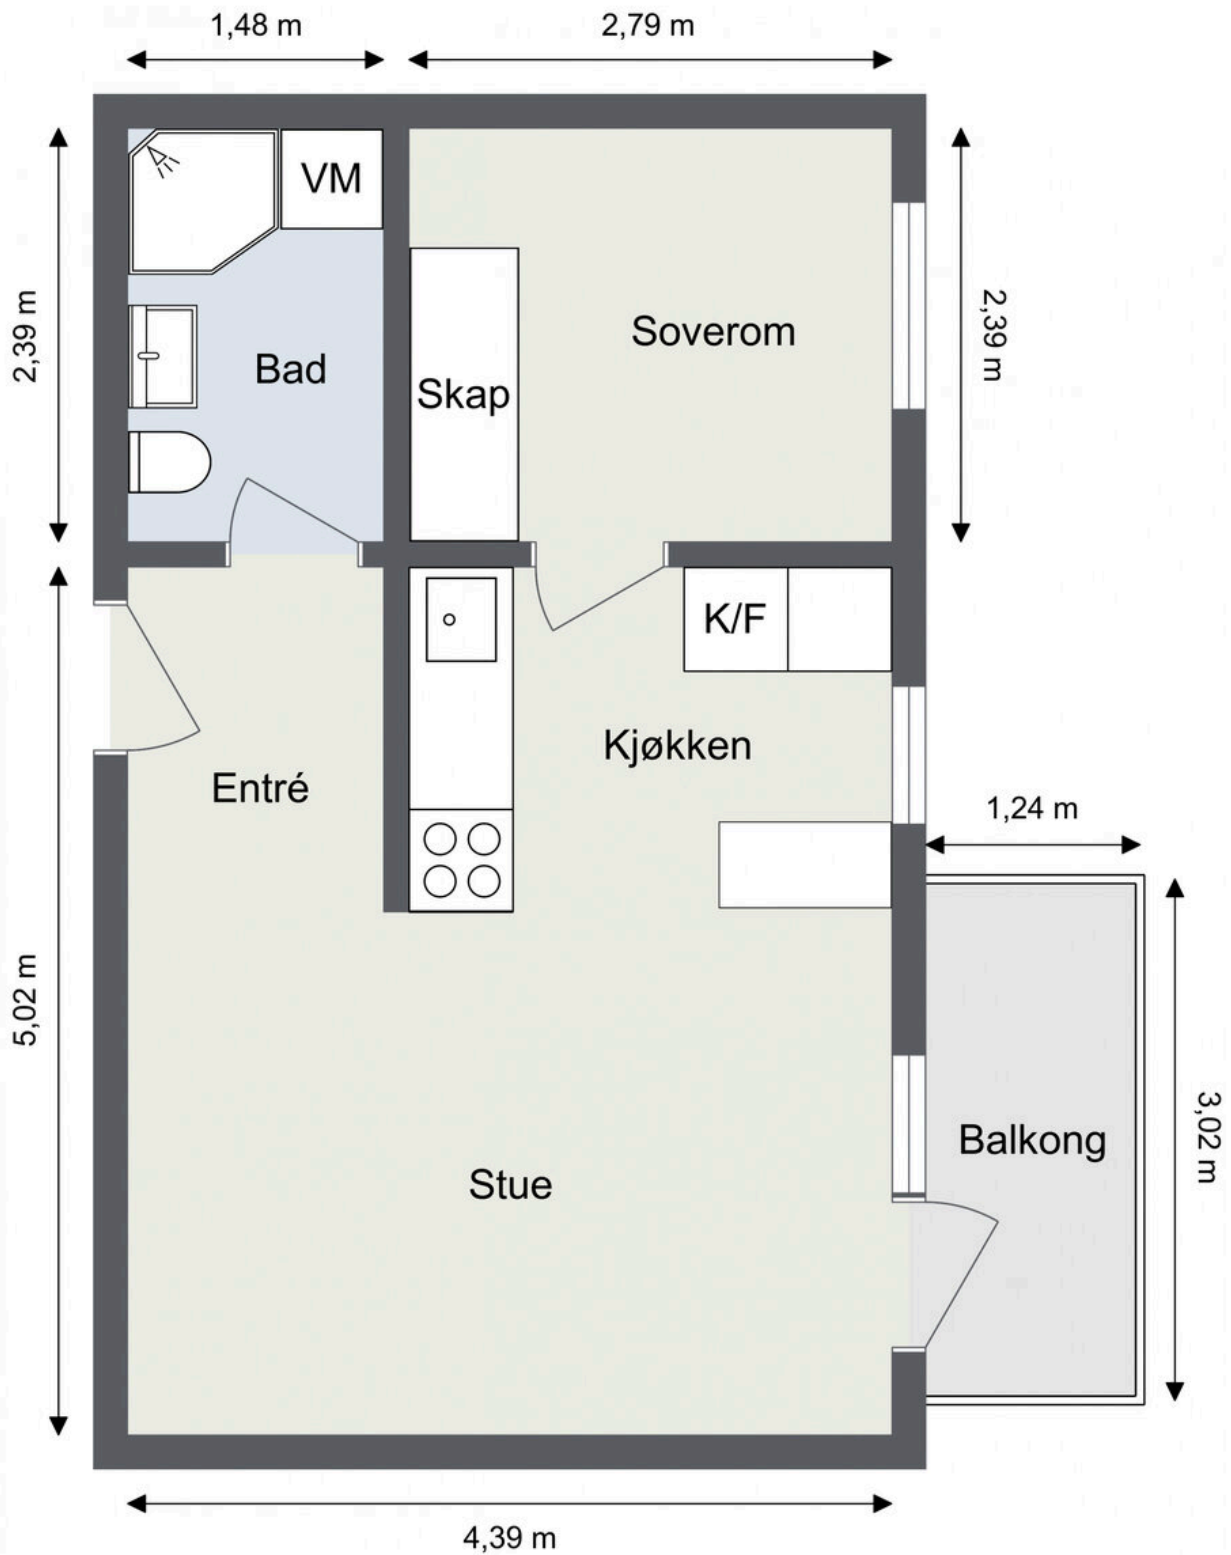 1,48 m
2,79 m
VM
2,39 m
Soverom
2,39 m
Bad
Skap
K/F
Kjøkken
Entré
1,24 m
5,02 m
Balkong
3,02 m
Stue
4,39 m